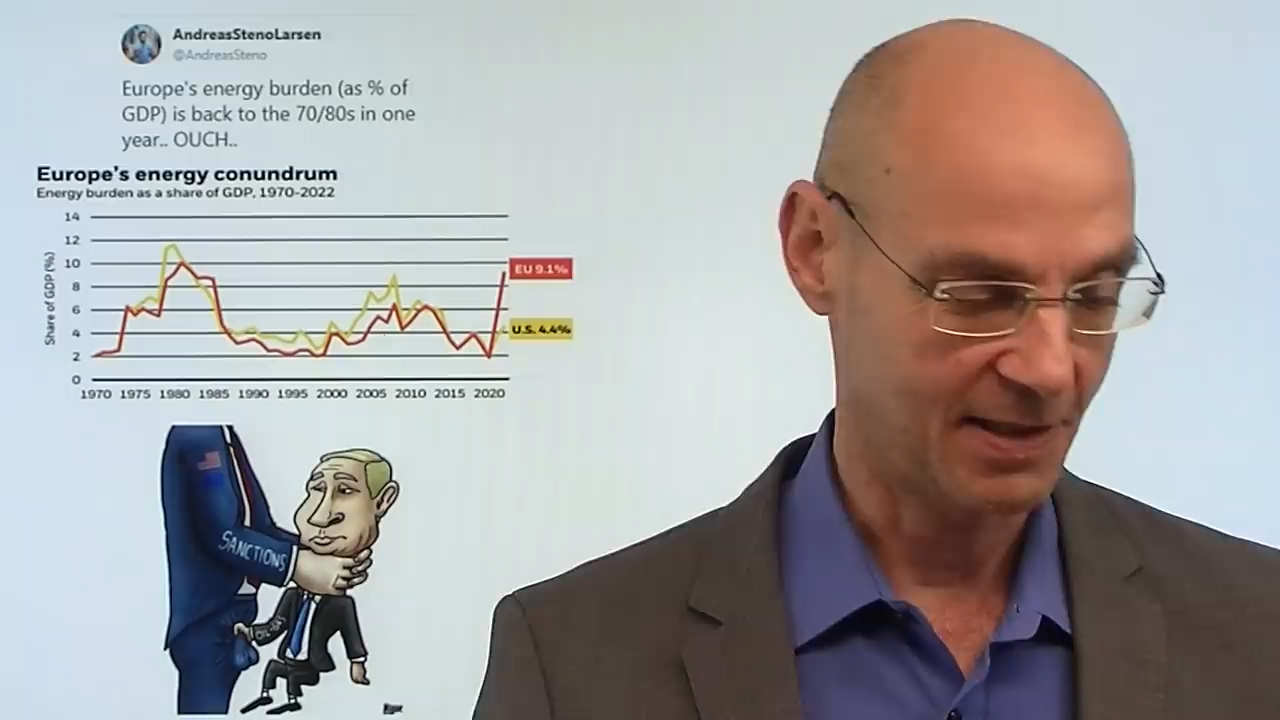 AndreasStenoLarsen
@AndreasSteno
Europe's energy burden (as % of
GDP) is back to the 70/80s in one
year.. OUCH..
Europe's energy conundrum
Energy burden as a share of GDP, 1970-2022
Share of GDP (%)
14
12
10
8
6
4
2
0
EU 9.1%
U.S. 4.4%
1970 1975 1980 1985 1990 1995 2000 2005 2010 2015 2020
SANCTIONS
OIL-GAS